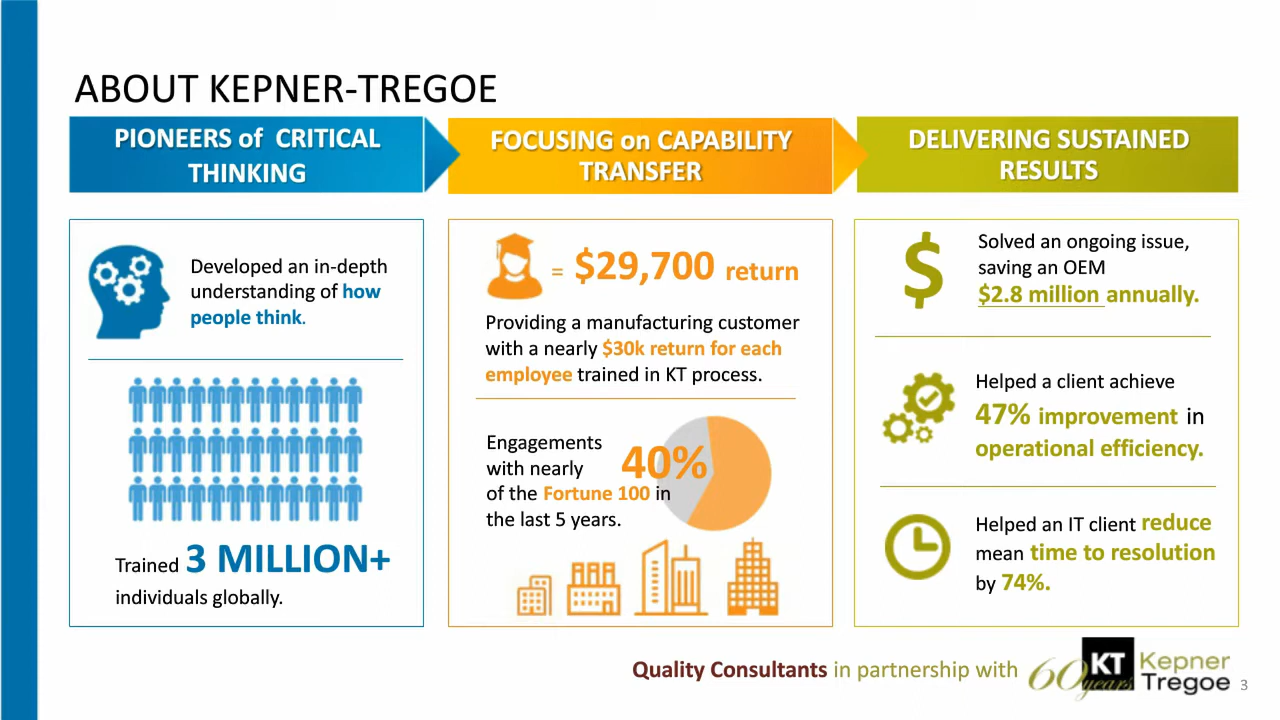 ABOUT KEPNER-TREGOE
PIONEERS of CRITICAL
THINKING
FOCUSING on CAPABILITY
TRANSFER
DELIVERING SUSTAINED
RESULTS
Developed an in-depth
understanding of how
people think.
Trained 3 MILLION+
individuals globally.
= $29,700 return
Providing a manufacturing customer
with a nearly $30k return for each
employee trained in KT process.
Engagements
with nearly 40%
of the Fortune 100 in
the last 5 years.
$
Solved an ongoing issue,
saving an OEM
$2.8 million annually.
Helped a client achieve
47% improvement in
operational efficiency.
Helped an IT client reduce
mean time to resolution
by 74%.
Quality Consultants in partnership with
60 years
KT
Kepner
Tregoe
3